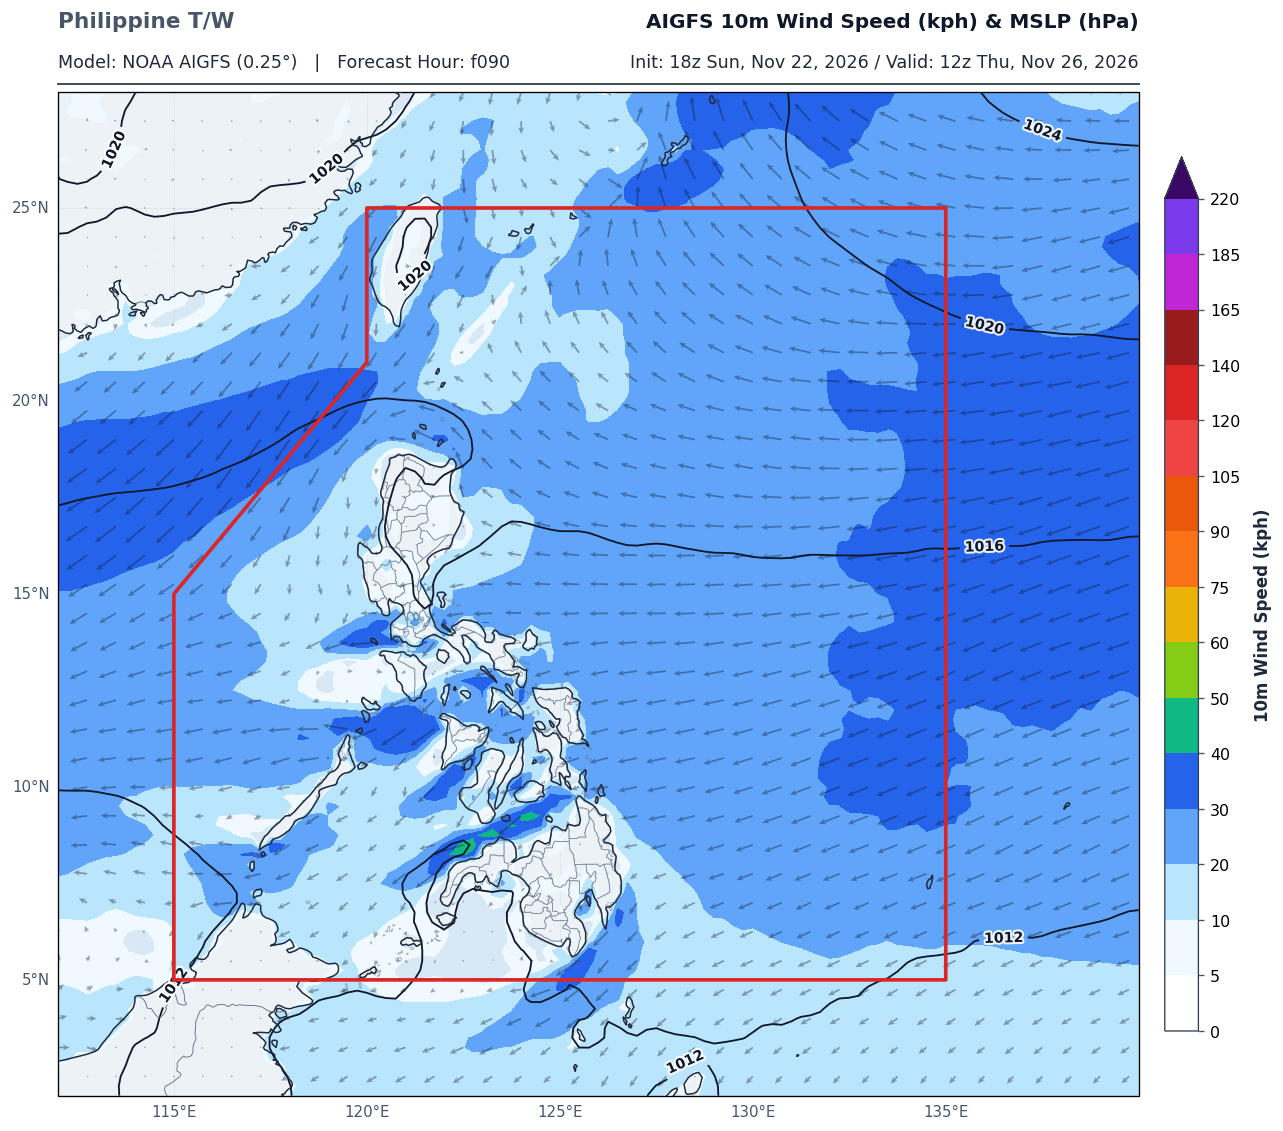 Philippine T/W
AIGFS 10m Wind Speed (kph) & MSLP (hPa)
Model: NOAA AIGFS (0.25°) | Forecast Hour: f090
Init: 18z Sun, Nov 22, 2026 / Valid: 12z Thu, Nov 26, 2026
1020
1020
1024
1020
1020
1016
1012
1012
1012
25°N
20°N
15°N
10°N
5°N
115°E
120°E
125°E
130°E
135°E
220
185
165
140
120
105
90
75
60
50
40
30
20
10
5
0
10m Wind Speed (kph)